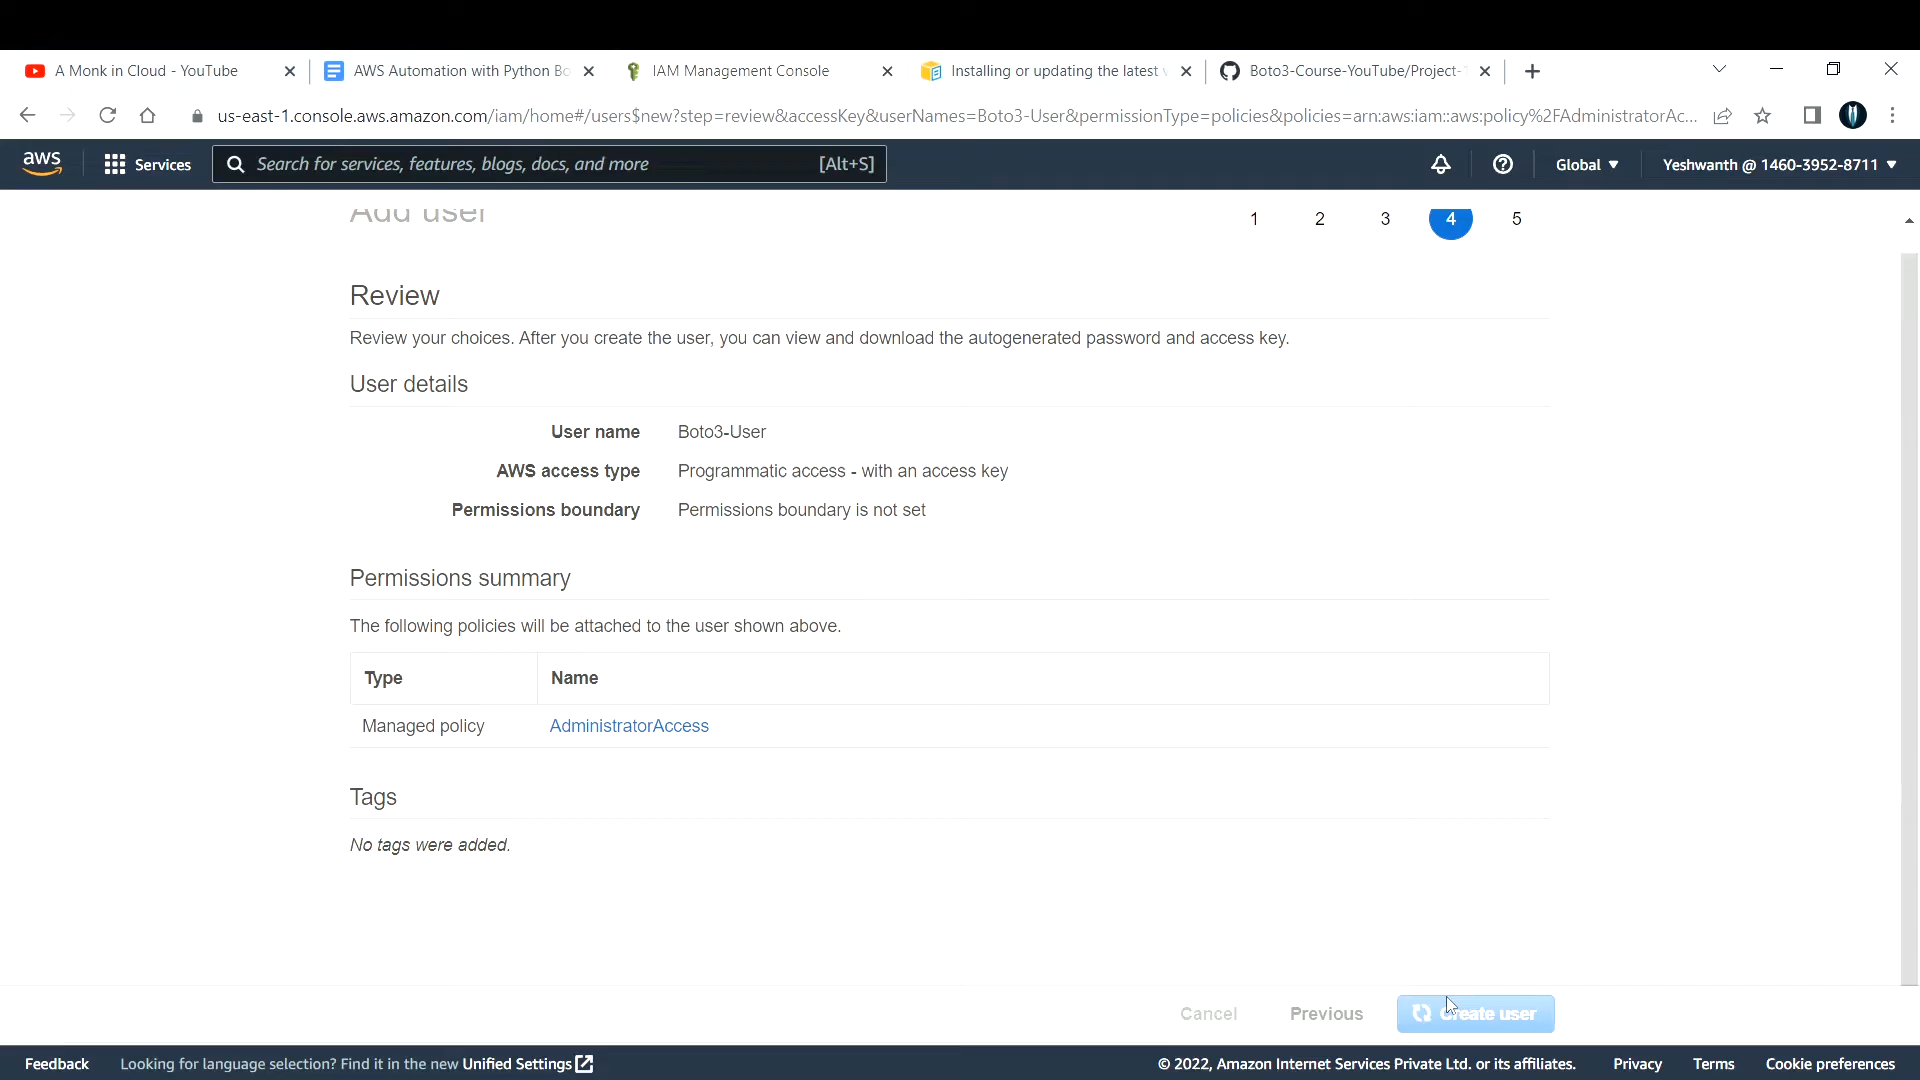 A Monk in Cloud - YouTube
AWS Automation with Python Bo
IAM Management Console
Installing or updating the latest v
Boto3-Course-YouTube/Project-1
us-east-1.console.aws.amazon.com/iam/home#/users$new?step=review&accessKey&userNames=Boto3-User&permissionType=policies&policies=arn:aws:iam::aws:policy%2FAdministratorAc...
aws
Services
Search for services, features, blogs, docs, and more
[Alt+S]
Global
Yeshwanth @ 1460-3952-8711
Add user
1 2 3 4 5
Review
Review your choices. After you create the user, you can view and download the autogenerated password and access key.
User details
User name Boto3-User
AWS access type Programmatic access - with an access key
Permissions boundary Permissions boundary is not set
Permissions summary
The following policies will be attached to the user shown above.
Type Name
Managed policy AdministratorAccess
Tags
No tags were added.
Cancel Previous Create user
Feedback Looking for language selection? Find it in the new Unified Settings © 2022, Amazon Internet Services Private Ltd. or its affiliates. Privacy Terms Cookie preferences